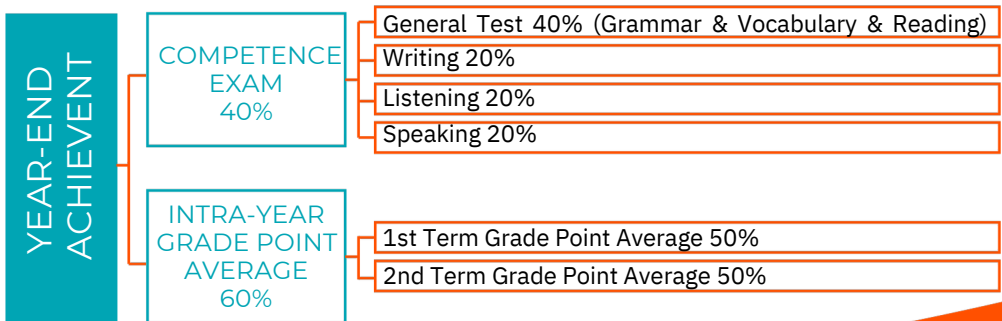 YEAR-END
ACHIEVENT
COMPETENCE
EXAM
40%
General Test 40% (Grammar & Vocabulary & Reading)
Writing 20%
Listening 20%
Speaking 20%
INTRA-YEAR
GRADE POINT
AVERAGE
60%
1st Term Grade Point Average 50%
2nd Term Grade Point Average 50%